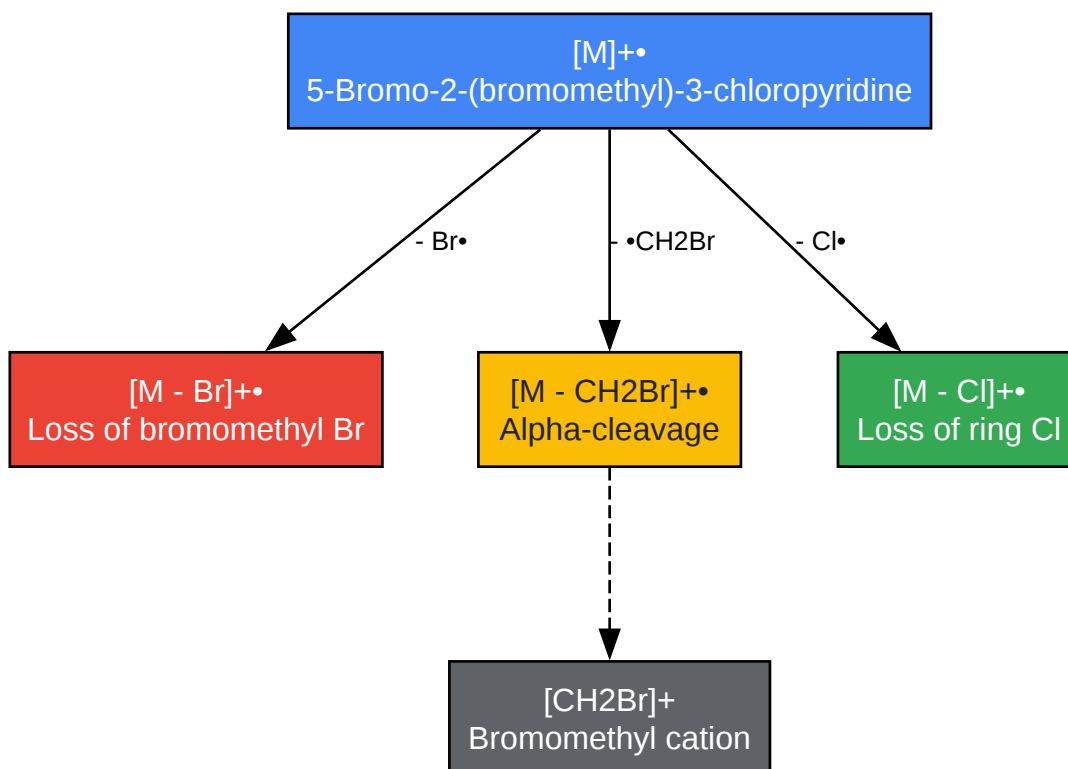 [M]+•
5-Bromo-2-(bromomethyl)-3-chloropyridine
- Br•
- •CH2Br
- Cl•
[M - Br]+•
Loss of bromomethyl Br
[M - CH2Br]+•
Alpha-cleavage
[M - Cl]+•
Loss of ring Cl
[CH2Br]+
Bromomethyl cation